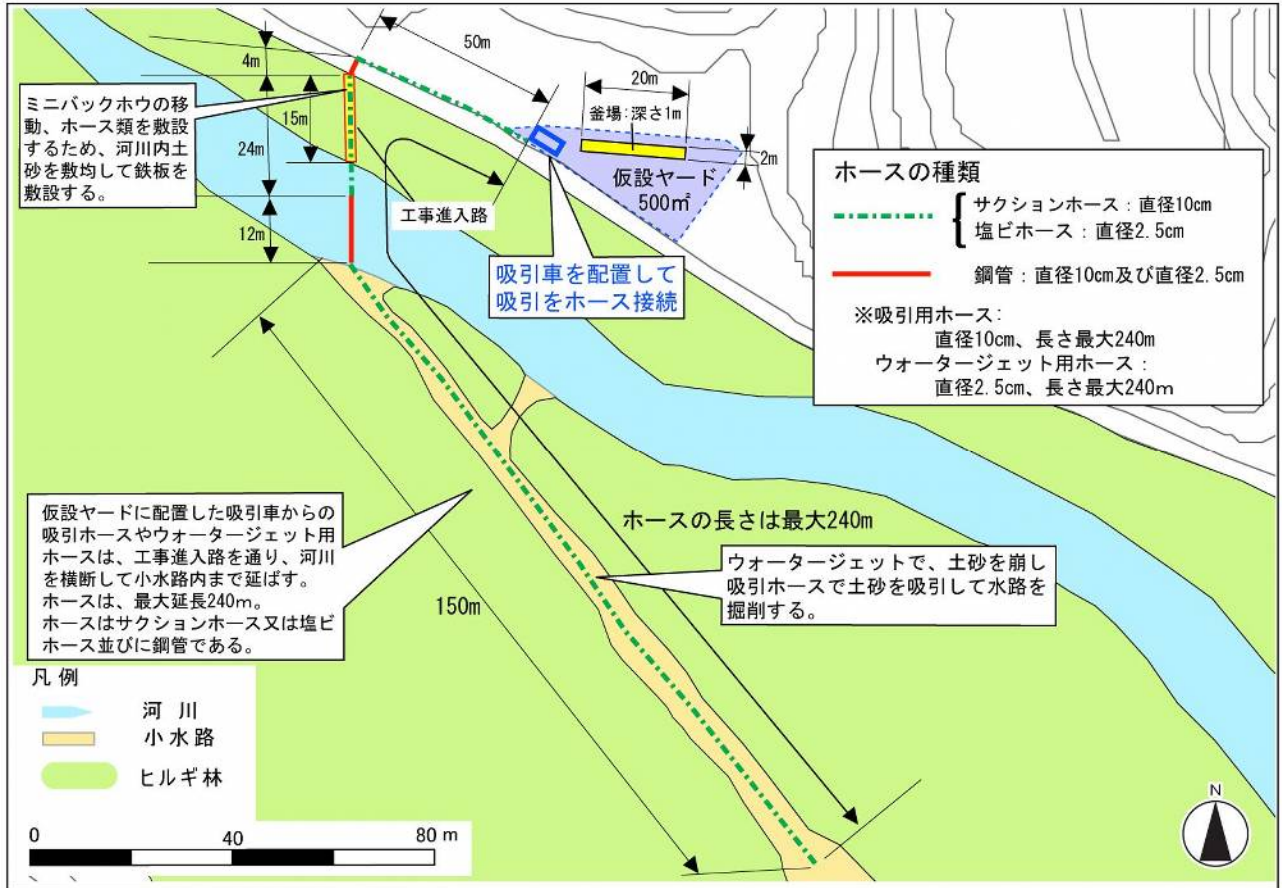 50m
4m
20m
釜場:深さ1m
ミニバックホウの移
動、ホース類を敷設
するため、河川内土
砂を敷均して鉄板を
敷設する。
15m
24m
2m
仮設ヤード
500㎡
12m
工事進入路
吸引車を配置して
吸引をホース接続
ホースの種類
サクションホース：直径10cm
塩ビホース：直径2.5cm
鋼管：直径10cm及び直径2.5cm
※吸引用ホース：
直径10cm、長さ最大240m
ウォータージェット用ホース：
直径2.5cm、長さ最大240ｍ
仮設ヤードに配置した吸引車からの
吸引ホースやウォータージェット用
ホースは、工事進入路を通り、河川
を横断して小水路内まで延ばす。
ホースは、最大延長240m。
ホースはサクションホース又は塩ビ
ホース並びに鋼管である。
ホースの長さは最大240m
ウォータージェットで、土砂を崩し
吸引ホースで土砂を吸引して水路を
掘削する。
150m
凡例
河川
小水路
ヒルギ林
0 40 80 m
N